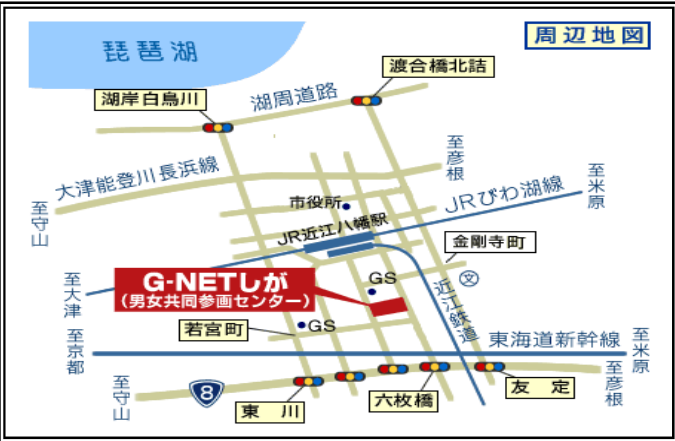 周辺地図
琵琶湖
渡合橋北詰
湖岸白鳥川
湖周道路
大津能登川長浜線
至彦根
至米原
JRびわ湖線
市役所
至守山
JR近江八幡駅
金剛寺町
至大津
G-NETしが
（男女共同参画センター）
GS
文
近江鉄道
若宮町
GS
至京都
東海道新幹線
至米原
至守山
8
東 川
六枚橋
友 定
至彦根